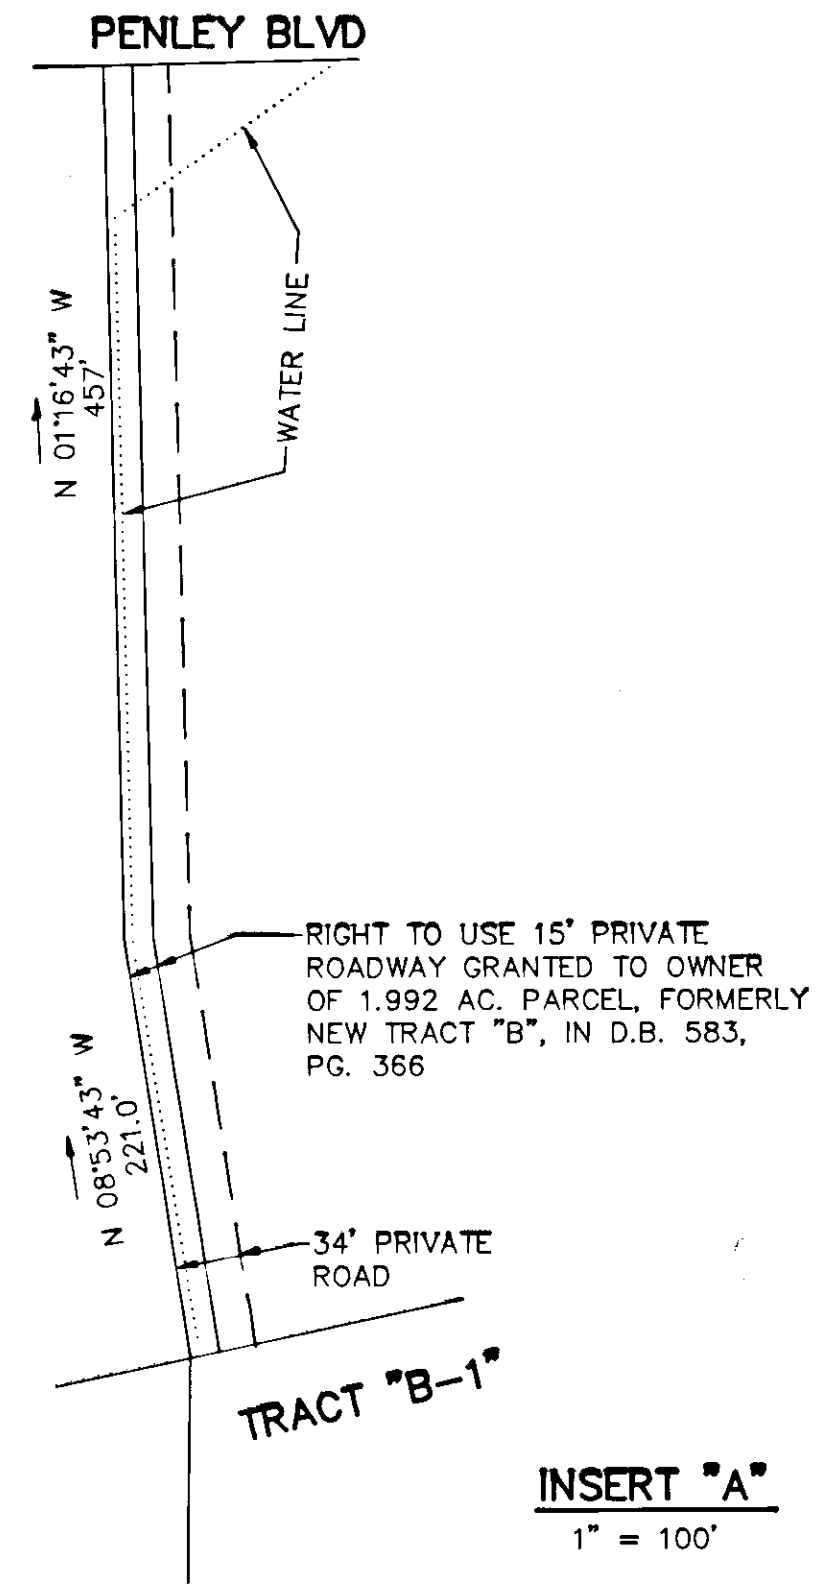 PENLEY BLVD
N 01°16'43" W
457'
WATER LINE
RIGHT TO USE 15' PRIVATE
ROADWAY GRANTED TO OWNER
OF 1.992 AC. PARCEL, FORMERLY
NEW TRACT "B", IN D.B. 583,
PG. 366
N 08°53'43" W
221.0'
34' PRIVATE
ROAD
TRACT "B-1"
INSERT "A"
1" = 100'